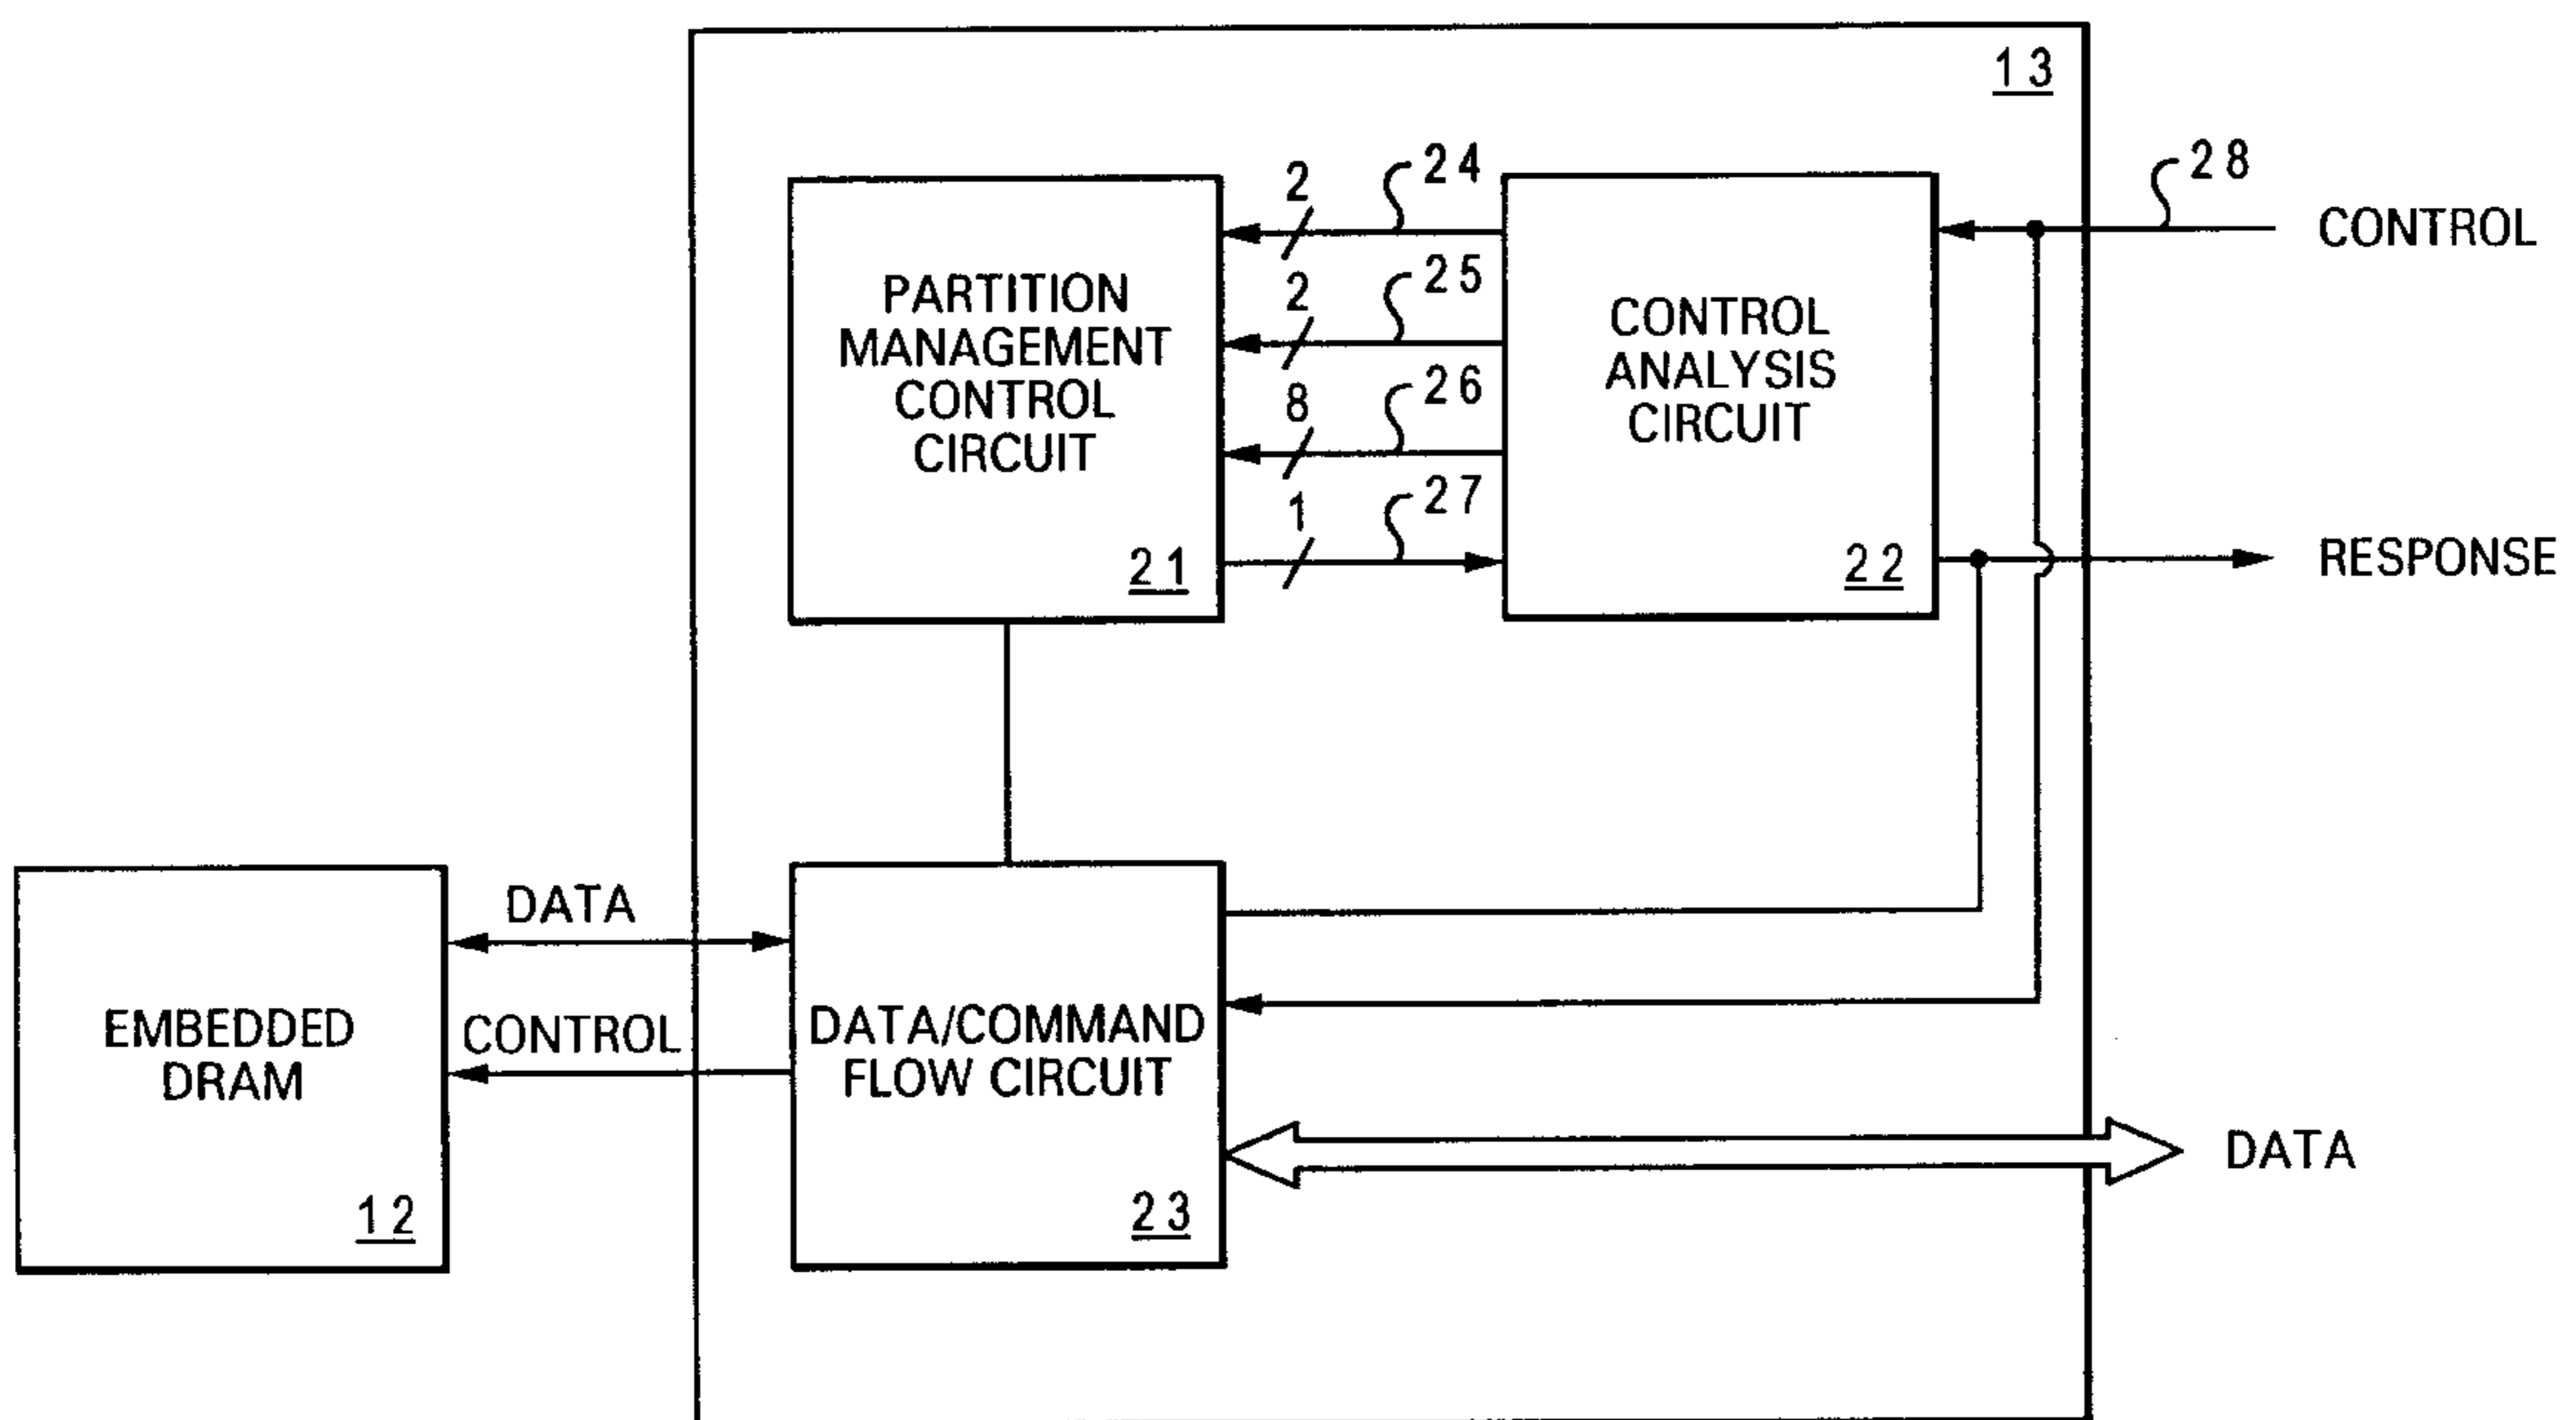 13
2
24
28
CONTROL
2
25
PARTITION
MANAGEMENT
CONTROL
CIRCUIT
21
8
26
1
27
CONTROL
ANALYSIS
CIRCUIT
22
RESPONSE
DATA
CONTROL
EMBEDDED
DRAM
12
DATA/COMMAND
FLOW CIRCUIT
23
DATA